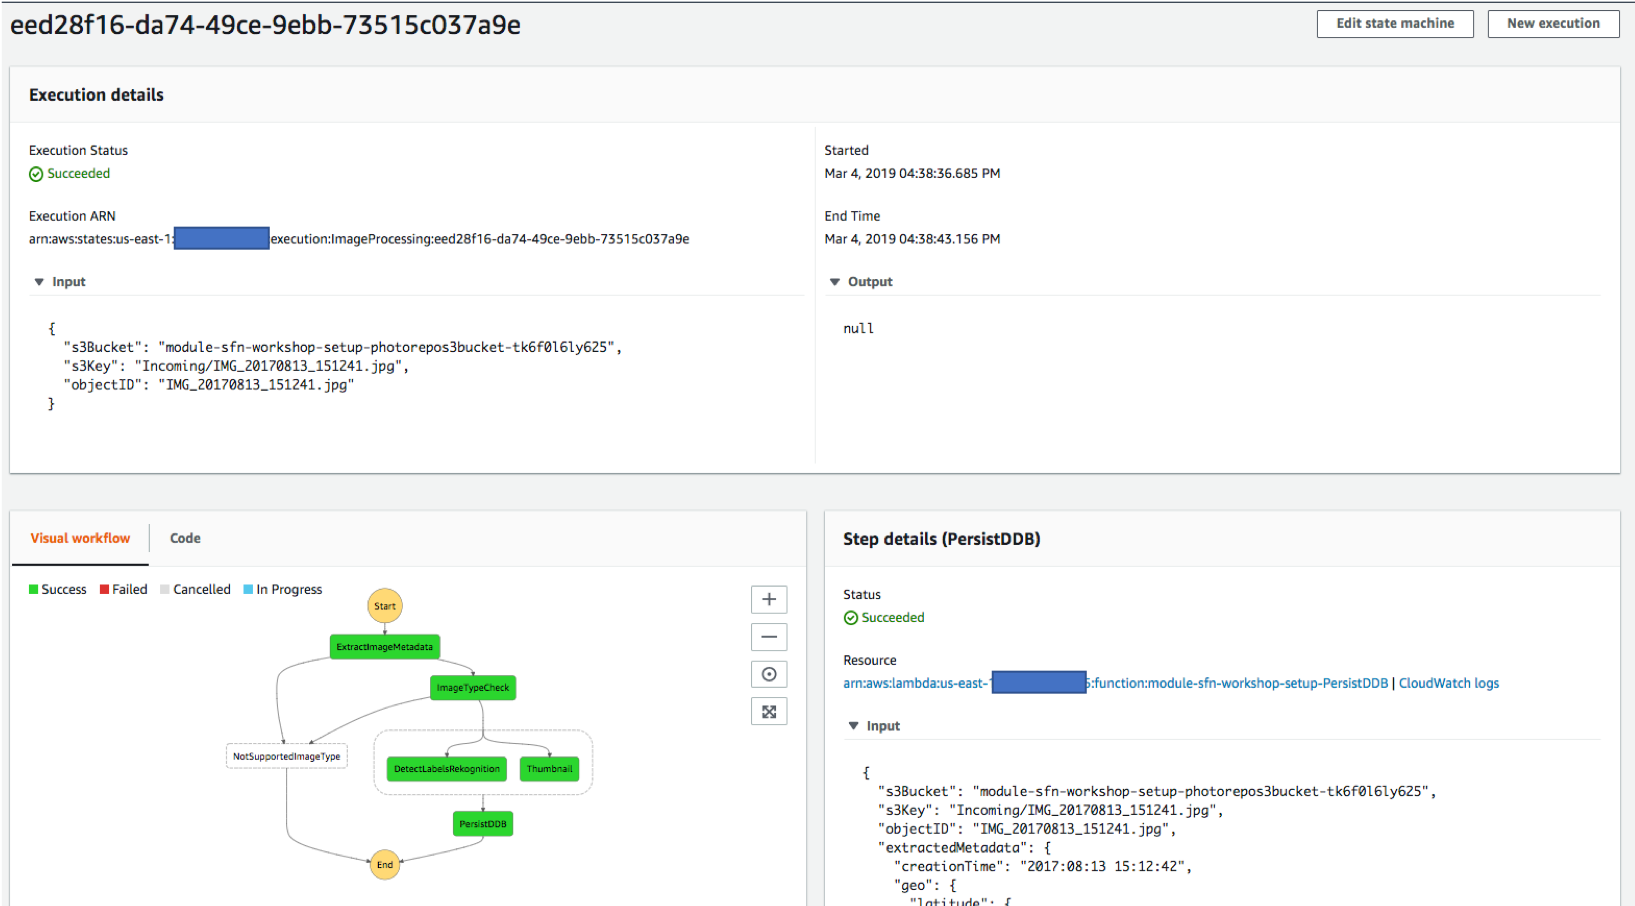 eed28f16-da74-49ce-9ebb-73515c037a9e
Edit state machine
New execution
Execution details
Execution Status
Succeeded
Execution ARN
arn:aws:states:us-east-1: execution:ImageProcessing:eed28f16-da74-49ce-9ebb-73515c037a9e
Input
{
"s3Bucket": "module-sfn-workshop-setup-photorepos3bucket-tk6f0l6ly625",
"s3Key": "Incoming/IMG_20170813_151241.jpg",
"objectID": "IMG_20170813_151241.jpg"
}
Started
Mar 4, 2019 04:38:36.685 PM
End Time
Mar 4, 2019 04:38:43.156 PM
Output
null
Visual workflow
Code
Success Failed Cancelled In Progress
Start
ExtractImageMetadata
ImageTypeCheck
NotSupportedImageType
DetectLabelsRekognition Thumbnail
PersistDDB
End
Step details (PersistDDB)
Status
Succeeded
Resource
arn:aws:lambda:us-east-1 5:function:module-sfn-workshop-setup-PersistDDB | CloudWatch logs
Input
{
"s3Bucket": "module-sfn-workshop-setup-photorepos3bucket-tk6f0l6ly625",
"s3Key": "Incoming/IMG_20170813_151241.jpg",
"objectID": "IMG_20170813_151241.jpg",
"extractedMetadata": {
"creationTime": "2017:08:13 15:12:42",
"geo": {
"latitude": {